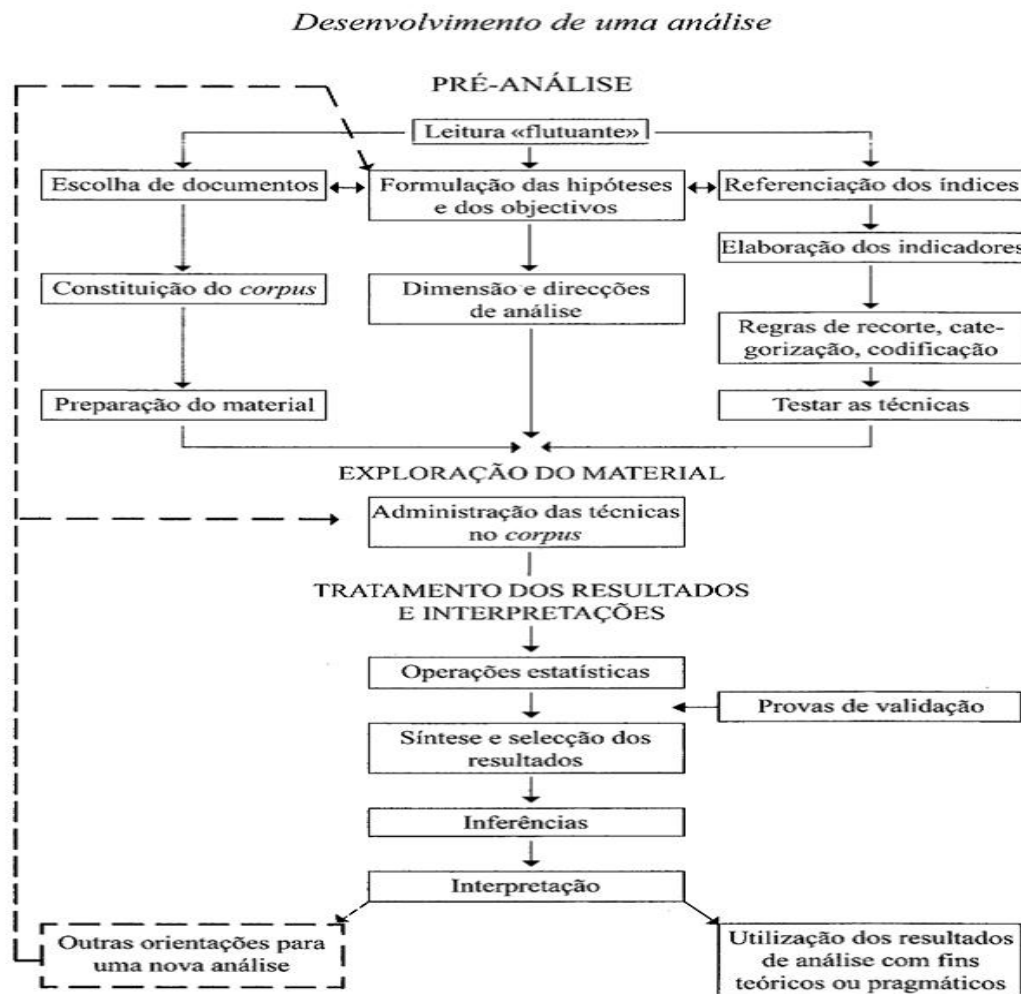 Desenvolvimento de uma análise
PRÉ-ANÁLISE
Leitura «flutuante»
Escolha de documentos
Formulação das hipóteses
e dos objectivos
Referenciação dos índices
Elaboração dos indicadores
Constituição do corpus
Dimensão e direcções
de análise
Regras de recorte, cate-
gorização, codificação
Preparação do material
Testar as técnicas
EXPLORAÇÃO DO MATERIAL
Administração das técnicas
no corpus
TRATAMENTO DOS RESULTADOS
E INTERPRETAÇÕES
Operações estatísticas
Provas de validação
Síntese e selecção dos
resultados
Inferências
Interpretação
Outras orientações para
uma nova análise
Utilização dos resultados
de análise com fins
teóricos ou pragmáticos